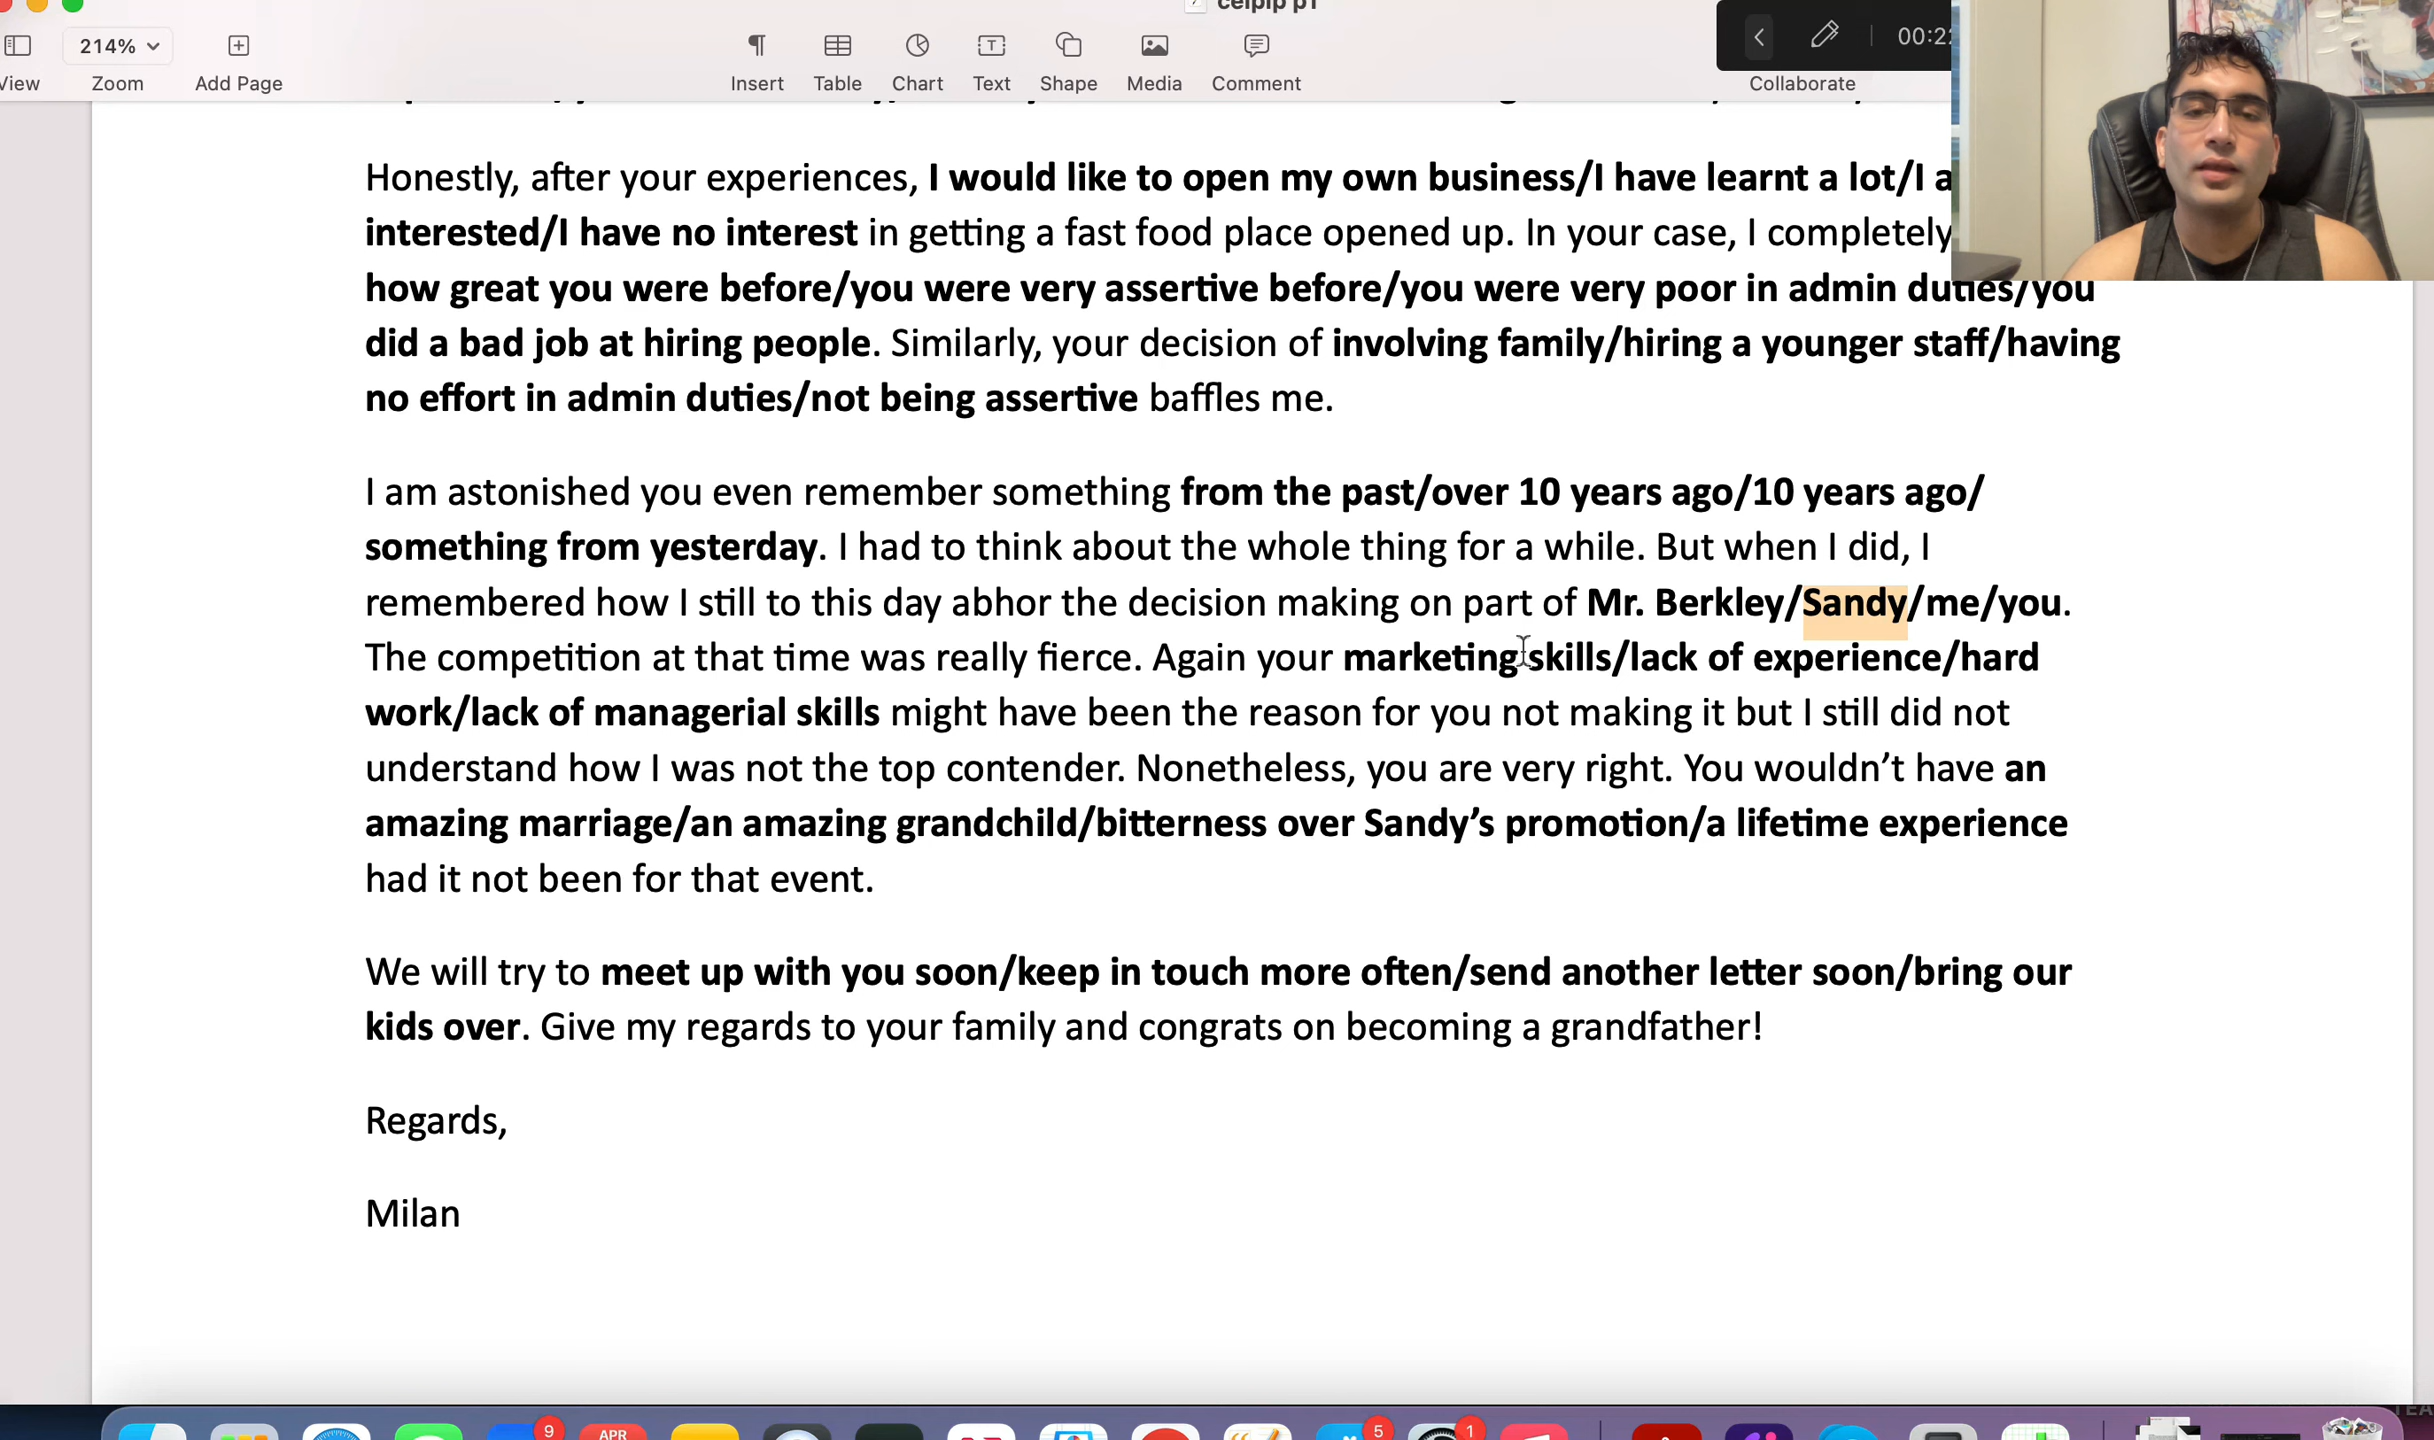 celpip p1
214%
View
Zoom
Add Page
Insert
Table
Chart
Text
Shape
Media
Comment
00:22
Collaborate
Honestly, after your experiences, I would like to open my own business/I have learnt a lot/I a
interested/I have no interest in getting a fast food place opened up. In your case, I completely
how great you were before/you were very assertive before/you were very poor in admin duties/you
did a bad job at hiring people. Similarly, your decision of involving family/hiring a younger staff/having
no effort in admin duties/not being assertive baffles me.
I am astonished you even remember something from the past/over 10 years ago/10 years ago/
something from yesterday. I had to think about the whole thing for a while. But when I did, I
remembered how I still to this day abhor the decision making on part of Mr. Berkley/Sandy/me/you.
The competition at that time was really fierce. Again your marketing skills/lack of experience/hard
work/lack of managerial skills might have been the reason for you not making it but I still did not
understand how I was not the top contender. Nonetheless, you are very right. You wouldn’t have an
amazing marriage/an amazing grandchild/bitterness over Sandy’s promotion/a lifetime experience
had it not been for that event.
We will try to meet up with you soon/keep in touch more often/send another letter soon/bring our
kids over. Give my regards to your family and congrats on becoming a grandfather!
Regards,
Milan
9
APR
5
1